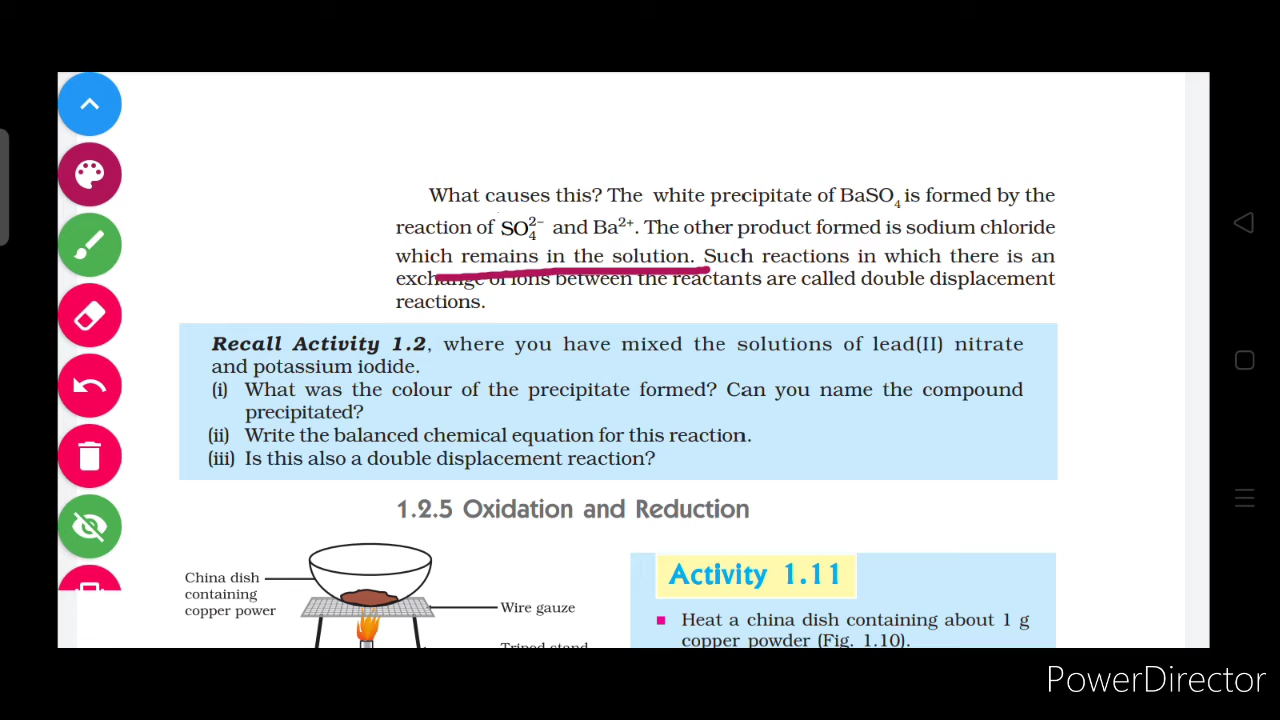 What causes this? The white precipitate of BaSO₄ is formed by the
reaction of SO₄²⁻ and Ba²⁺. The other product formed is sodium chloride
which remains in the solution. Such reactions in which there is an
exchange of ions between the reactants are called double displacement
reactions.
Recall Activity 1.2, where you have mixed the solutions of lead(II) nitrate
and potassium iodide.
(i) What was the colour of the precipitate formed? Can you name the compound
precipitated?
(ii) Write the balanced chemical equation for this reaction.
(iii) Is this also a double displacement reaction?
1.2.5 Oxidation and Reduction
China dish
containing
copper power
Wire gauze
Tripod stand
Activity 1.11
Heat a china dish containing about 1 g
copper powder (Fig. 1.10).
PowerDirector